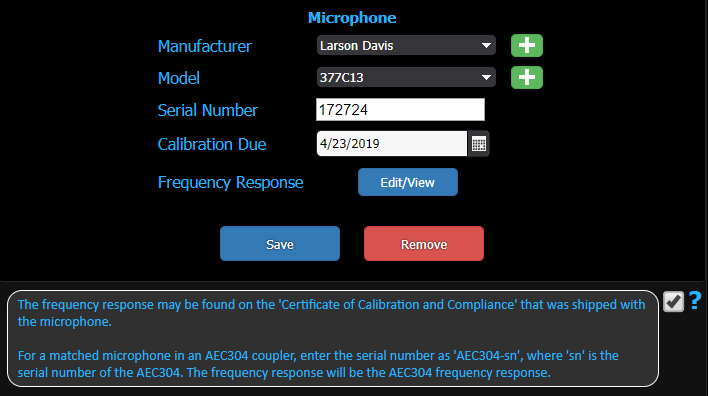 Microphone
Manufacturer Larson Davis
Model 377C13
Serial Number 172724
Calibration Due 4/23/2019
Frequency Response Edit/View
Save Remove
The frequency response may be found on the 'Certificate of Calibration and Compliance' that was shipped with ?
the microphone.
For a matched microphone in an AEC304 coupler, enter the serial number as 'AEC304-sn', where 'sn' is the
serial number of the AEC304. The frequency response will be the AEC304 frequency response.